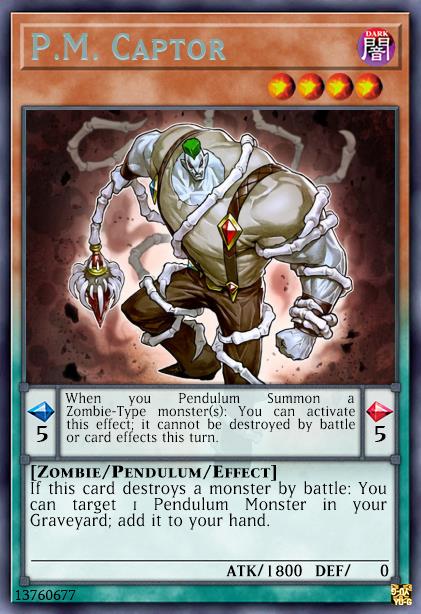 P.M. Captor
DARK
闇
When you Pendulum Summon a
Zombie-Type monster(s): You can activate
this effect; it cannot be destroyed by battle
or card effects this turn.
5
5
[Zombie/Pendulum/Effect]
If this card destroys a monster by battle: You
can target 1 Pendulum Monster in your
Graveyard; add it to your hand.
ATK/1800 DEF/ 0
13760677